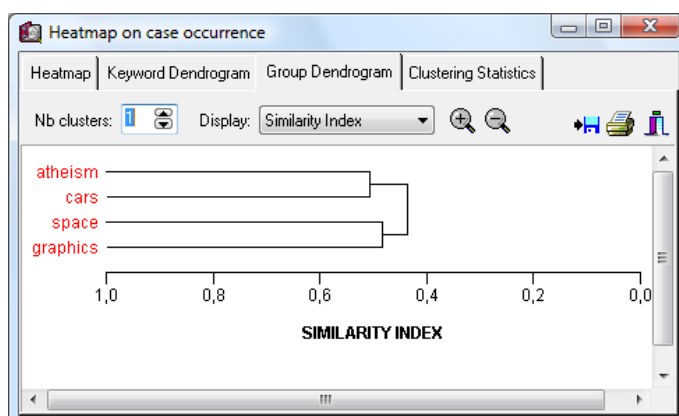 Heatmap on case occurrence
Heatmap Keyword Dendrogram Group Dendrogram Clustering Statistics
Nb clusters: 1 Display: Similarity Index
atheism
cars
space
graphics
1,0 0,8 0,6 0,4 0,2 0,0
SIMILARITY INDEX